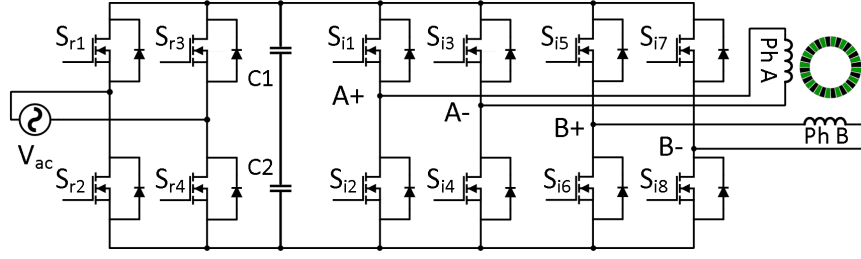 Sr1
Sr3
Si1
Si3
Si5
Si7
Ph A
C1
A+
A-
B+
Ph B
B-
Vac
C2
Sr2
Sr4
Si2
Si4
Si6
Si8